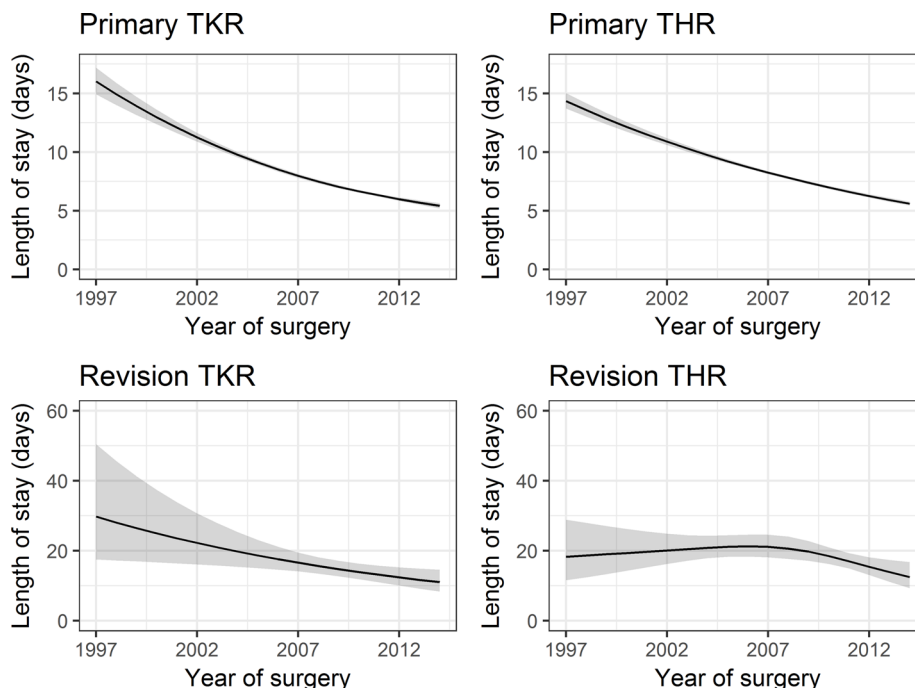 Primary TKR
Length of stay (days)
15
10
5
0
1997 2002 2007 2012
Year of surgery
Primary THR
Length of stay (days)
15
10
5
0
1997 2002 2007 2012
Year of surgery
Revision TKR
Length of stay (days)
60
40
20
0
1997 2002 2007 2012
Year of surgery
Revision THR
Length of stay (days)
60
40
20
0
1997 2002 2007 2012
Year of surgery